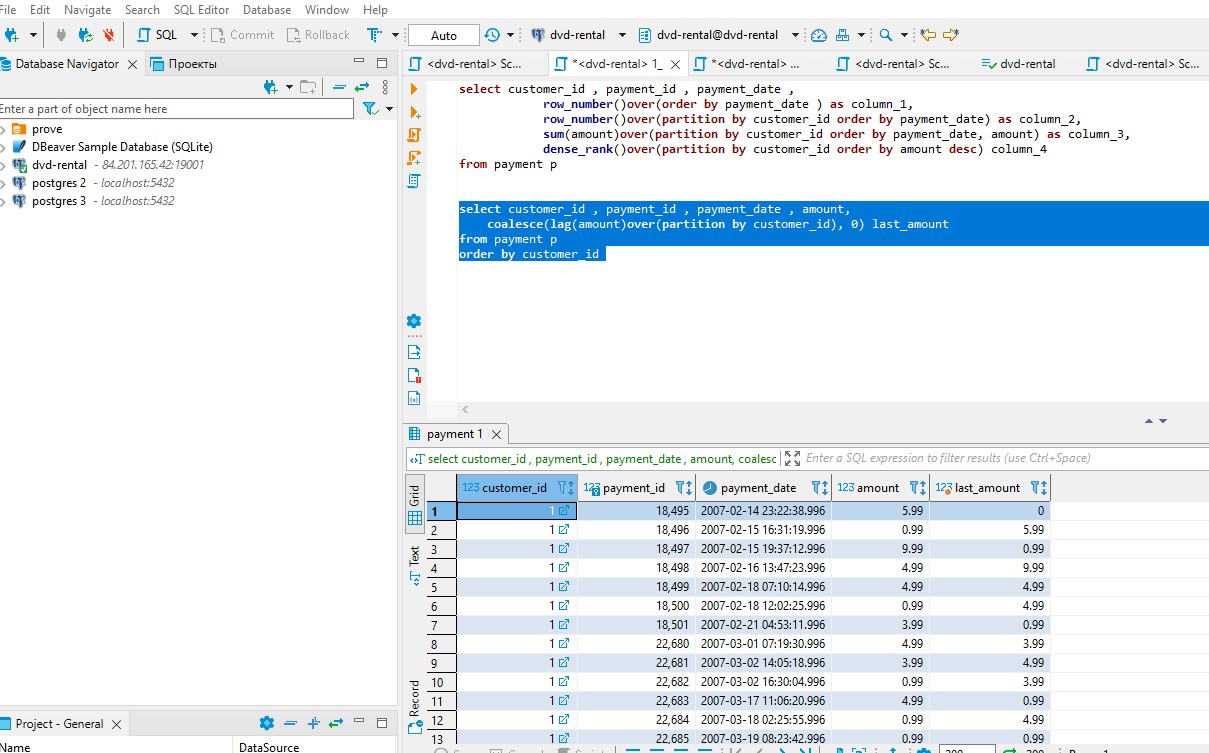 File Edit Navigate Search SQL Editor Database Window Help
SQL Commit Rollback Auto dvd-rental dvd-rental@dvd-rental
Database Navigator Проекты
Enter a part of object name here
prove
DBeaver Sample Database (SQLite)
dvd-rental - 84.201.165.42:19001
postgres 2 - localhost:5432
postgres 3 - localhost:5432
<dvd-rental> Sc... *<dvd-rental> 1_ *<dvd-rental> ... <dvd-rental> Sc... dvd-rental <dvd-rental> Sc...
select customer_id , payment_id , payment_date ,
row_number()over(order by payment_date ) as column_1,
row_number()over(partition by customer_id order by payment_date) as column_2,
sum(amount)over(partition by customer_id order by payment_date, amount) as column_3,
dense_rank()over(partition by customer_id order by amount desc) column_4
from payment p
select customer_id , payment_id , payment_date , amount,
coalesce(lag(amount)over(partition by customer_id), 0) last_amount
from payment p
order by customer_id
payment 1
select customer_id , payment_id , payment_date , amount, coalesc Enter a SQL expression to filter results (use Ctrl+Space)
Grid
Text
Record
123 customer_id 123 payment_id payment_date 123 amount 123 last_amount
1 1 18,495 2007-02-14 23:22:38.996 5.99 0
2 1 18,496 2007-02-15 16:31:19.996 0.99 5.99
3 1 18,497 2007-02-15 19:37:12.996 9.99 0.99
4 1 18,498 2007-02-16 13:47:23.996 4.99 9.99
5 1 18,499 2007-02-18 07:10:14.996 4.99 4.99
6 1 18,500 2007-02-18 12:02:25.996 0.99 4.99
7 1 18,501 2007-02-21 04:53:11.996 3.99 0.99
8 1 22,680 2007-03-01 07:19:30.996 4.99 3.99
9 1 22,681 2007-03-02 14:05:18.996 3.99 4.99
10 1 22,682 2007-03-02 16:30:04.996 0.99 3.99
11 1 22,683 2007-03-17 11:06:20.996 4.99 0.99
12 1 22,684 2007-03-18 02:25:55.996 0.99 4.99
13 1 22,685 2007-03-19 08:23:42.996 0.99 0.99
Project - General
Name DataSource